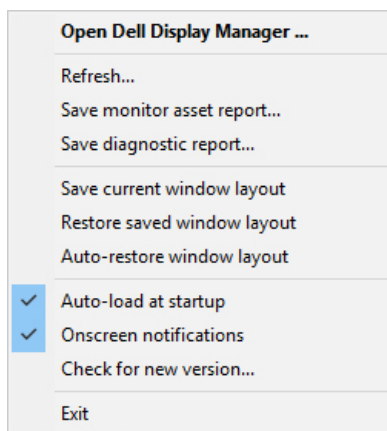 Open Dell Display Manager ...
Refresh...
Save monitor asset report...
Save diagnostic report...
Save current window layout
Restore saved window layout
Auto-restore window layout
Auto-load at startup
Onscreen notifications
Check for new version...
Exit